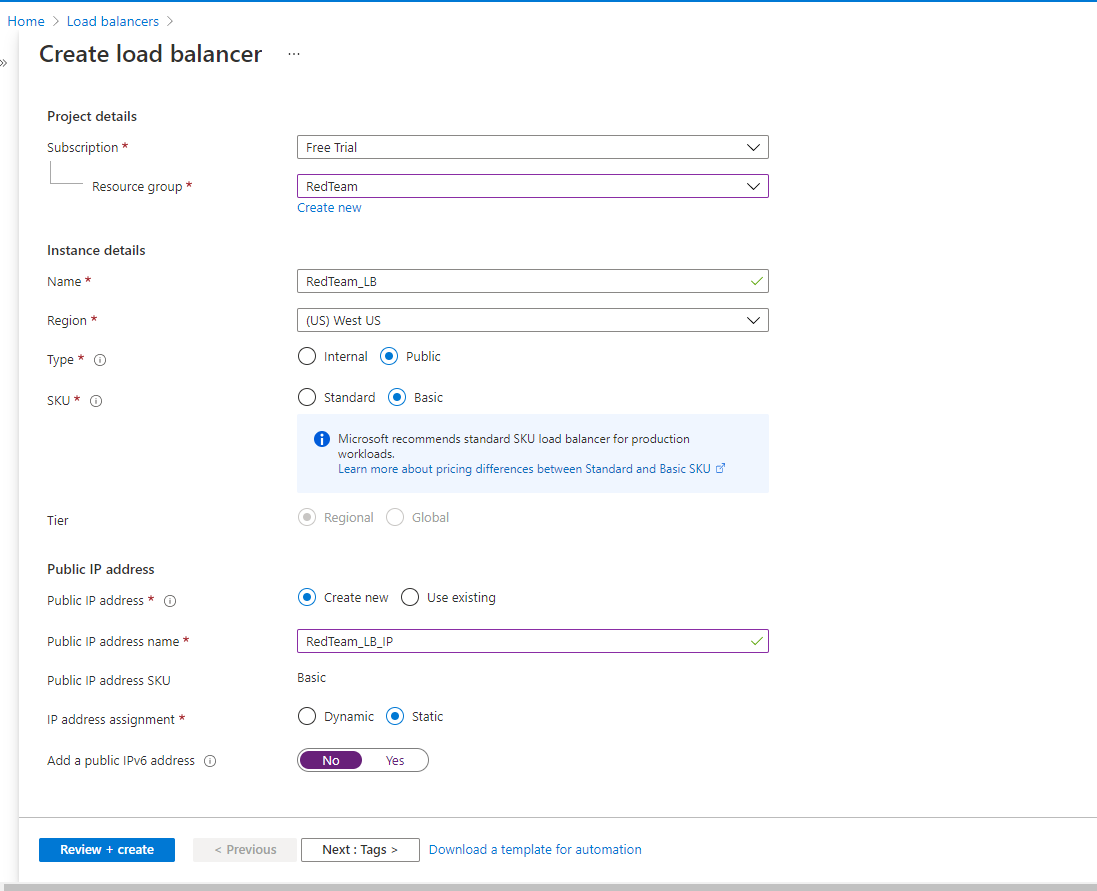 Home > Load balancers >
»
Create load balancer ...
Project details
Subscription * Free Trial
Resource group * RedTeam
Create new
Instance details
Name * RedTeam_LB
Region * (US) West US
Type * Internal Public
SKU * Standard Basic
Microsoft recommends standard SKU load balancer for production
workloads.
Learn more about pricing differences between Standard and Basic SKU
Tier Regional Global
Public IP address
Public IP address * Create new Use existing
Public IP address name * RedTeam_LB_IP
Public IP address SKU Basic
IP address assignment * Dynamic Static
Add a public IPv6 address No Yes
Review + create < Previous Next : Tags > Download a template for automation